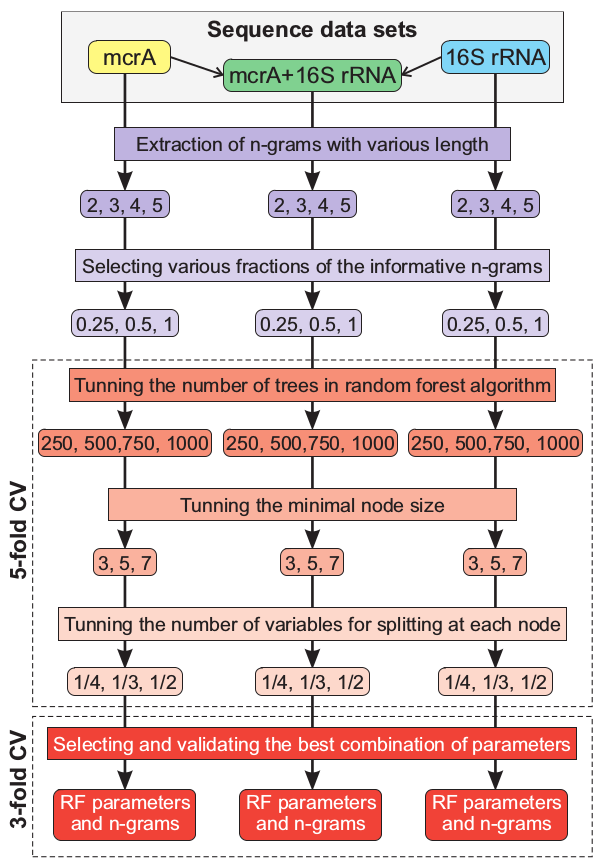 Sequence data sets
mcrA
mcrA+16S rRNA
16S rRNA
Extraction of n-grams with various length
2, 3, 4, 5
2, 3, 4, 5
2, 3, 4, 5
Selecting various fractions of the informative n-grams
0.25, 0.5, 1
0.25, 0.5, 1
0.25, 0.5, 1
5-fold CV
Tunning the number of trees in random forest algorithm
250, 500,750, 1000
250, 500,750, 1000
250, 500,750, 1000
Tunning the minimal node size
3, 5, 7
3, 5, 7
3, 5, 7
Tunning the number of variables for splitting at each node
1/4, 1/3, 1/2
1/4, 1/3, 1/2
1/4, 1/3, 1/2
3-fold CV
Selecting and validating the best combination of parameters
RF parameters
and n-grams
RF parameters
and n-grams
RF parameters
and n-grams